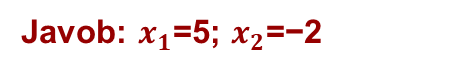 Javob: x₁=5; x₂=−2